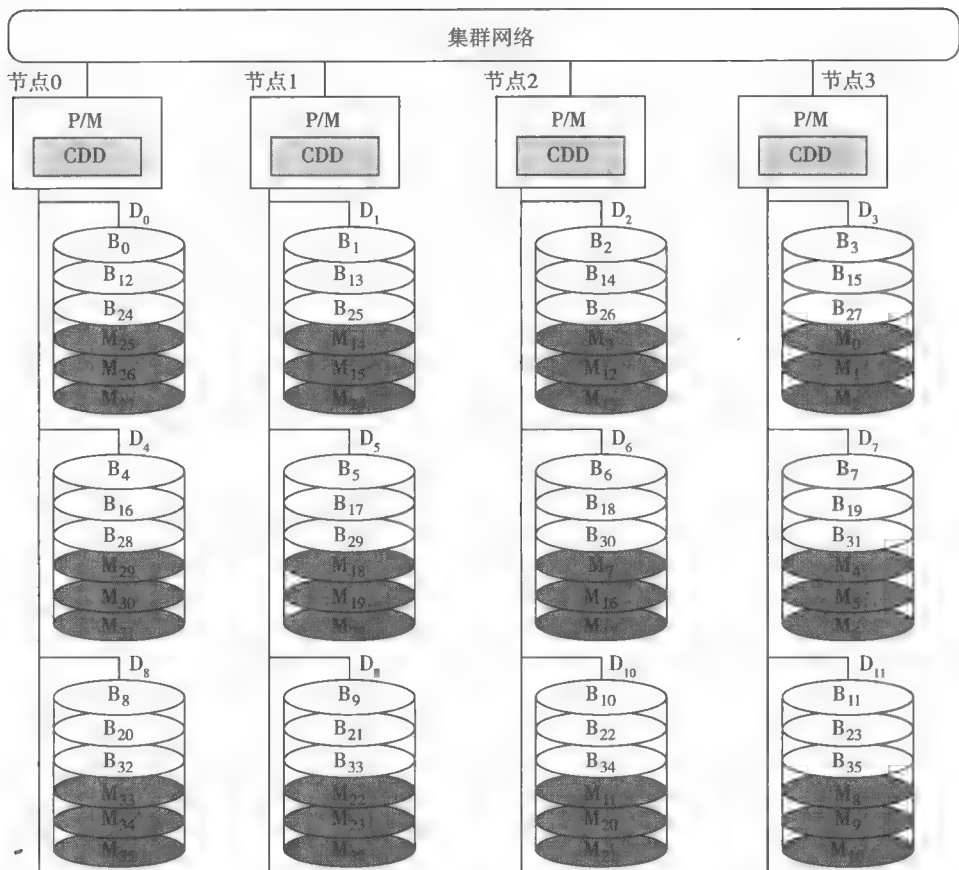 集群网络
节点0 节点1 节点2 节点3
P/M P/M P/M P/M
CDD CDD CDD CDD
D₀ D₁ D₂ D₃
B₀ B₁ B₂ B₃
B₁₂ B₁₃ B₁₄ B₁₅
B₂₄ B₂₅ B₂₆ B₂₇
M₂₅ M₁₄ M₃ M₀
M₂₆ M₁₅ M₁₂ M₁
D₄ D₅ D₆ D₇
B₄ B₅ B₆ B₇
B₁₆ B₁₇ B₁₈ B₁₉
B₂₈ B₂₉ B₃₀ B₃₁
M₂₉ M₁₈ M₇ M₄
M₃₀ M₁₉ M₁₆ M₅
M₃₁
D₈ D₁₀ D₁₁
B₈ B₉ B₁₀ B₁₁
B₂₀ B₂₁ B₂₂ B₂₃
B₃₂ B₃₃ B₃₄ B₃₅
M₃₃ M₂₂ M₁₁ M₈
M₃₄ M₂₃ M₂₀ M₉
M₃₅ M₂₁ M₁₀